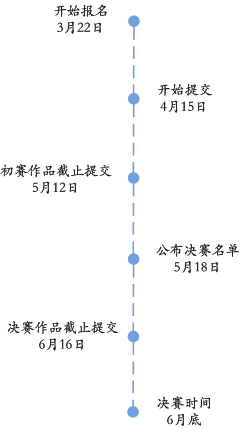 开始报名
3月22日
开始提交
4月15日
初赛作品截止提交
5月12日
公布决赛名单
5月18日
决赛作品截止提交
6月16日
决赛时间
6月底